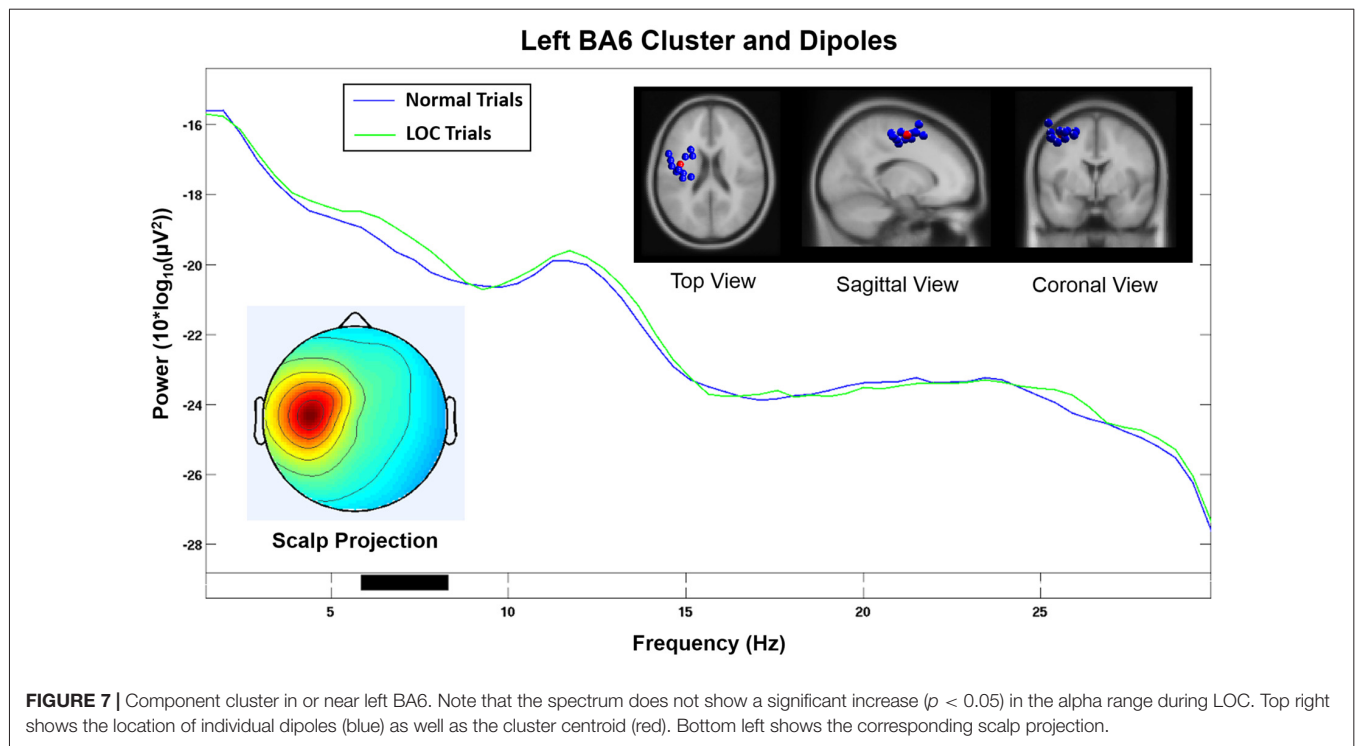 Left BA6 Cluster and Dipoles
Normal Trials
LOC Trials
Top View
Sagittal View
Coronal View
Power (10*log₁₀(µV²))
-16
-18
-20
-22
-24
-26
-28
Scalp Projection
5
10
15
20
25
Frequency (Hz)
FIGURE 7 | Component cluster in or near left BA6. Note that the spectrum does not show a significant increase (p < 0.05) in the alpha range during LOC. Top right
shows the location of individual dipoles (blue) as well as the cluster centroid (red). Bottom left shows the corresponding scalp projection.